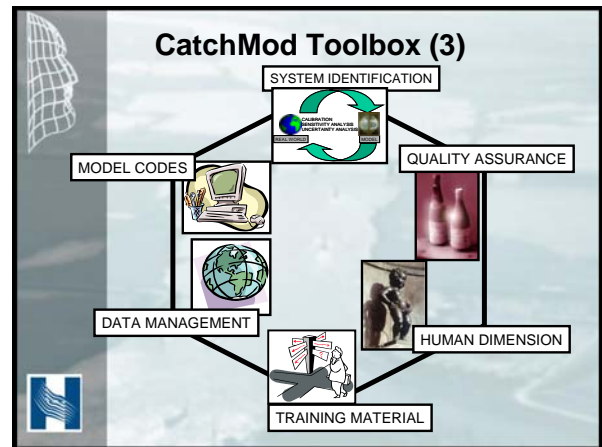 CatchMod Toolbox (3)
SYSTEM IDENTIFICATION
CALIBRATION
SENSITIVITY ANALYSIS
UNCERTAINTY ANALYSIS
REAL WORLD
MODEL
MODEL CODES
QUALITY ASSURANCE
DATA MANAGEMENT
HUMAN DIMENSION
TRAINING MATERIAL